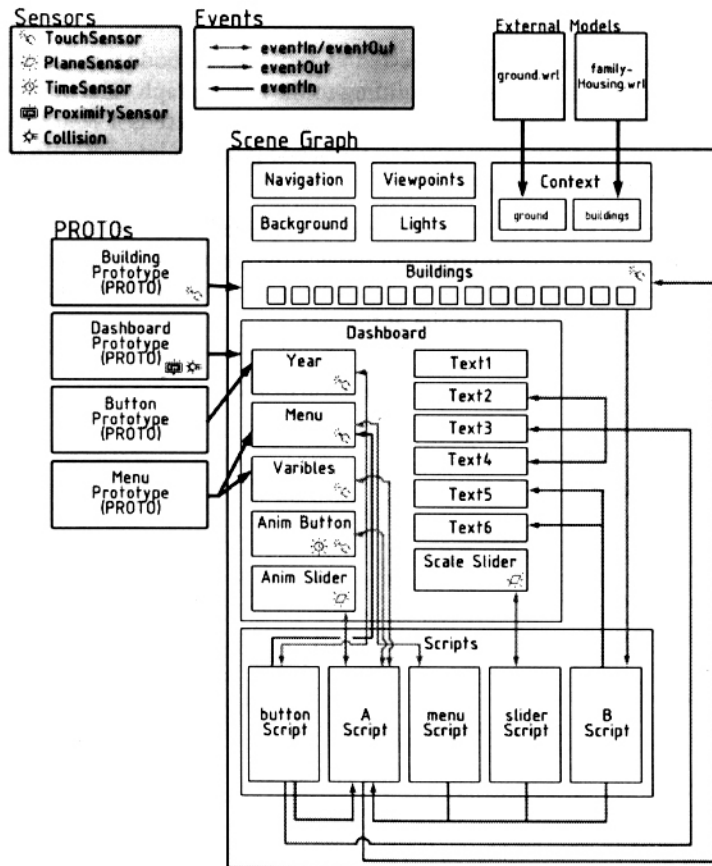 Sensors
TouchSensor
PlaneSensor
TimeSensor
ProximitySensor
Collision
Events
eventIn/eventOut
eventOut
eventIn
External Models
ground.wrl
family-
Housing.wrl
Scene Graph
Navigation
Viewpoints
Background
Lights
Context
ground
buildings
PROTOs
Building
Prototype
(PROTO)
Dashboard
Prototype
(PROTO)
Button
Prototype
(PROTO)
Menu
Prototype
(PROTO)
Buildings
Dashboard
Year
Menu
Varibles
Anim Button
Anim Slider
Text1
Text2
Text3
Text4
Text5
Text6
Scale Slider
Scripts
button
Script
A
Script
menu
Script
slider
Script
B
Script